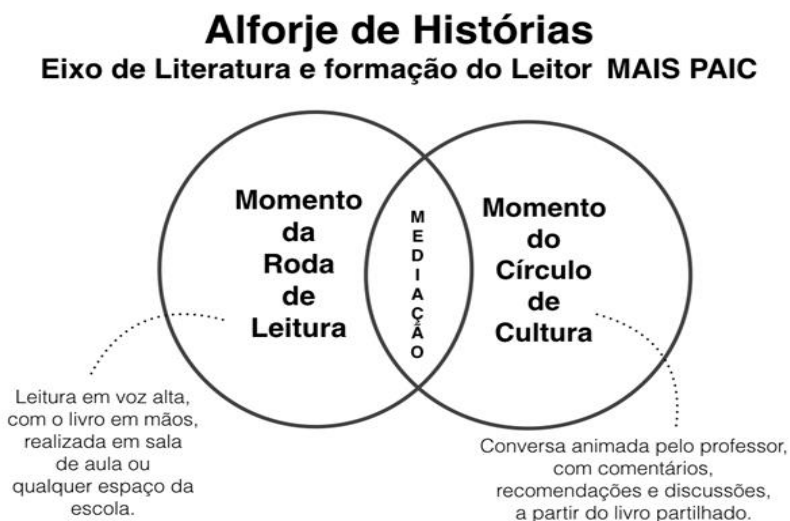 Alforje de Histórias
Eixo de Literatura e formação do Leitor MAIS PAIC
Momento
da
Roda
de
Leitura
MEDIAÇÃO
Momento
do
Círculo
de
Cultura
Leitura em voz alta,
com o livro em mãos,
realizada em sala
de aula ou
qualquer espaço da
escola.
Conversa animada pelo professor,
com comentários,
recomendações e discussões,
a partir do livro partilhado.